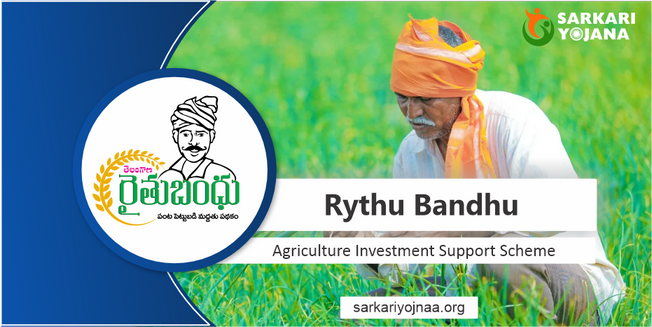 SARKARI
YOJANA
తెలంగాణ
రైతుబంధు
పంట పెట్టుబడి మద్దతు పథకం
Rythu Bandhu
Agriculture Investment Support Scheme
sarkariyojnaa.org